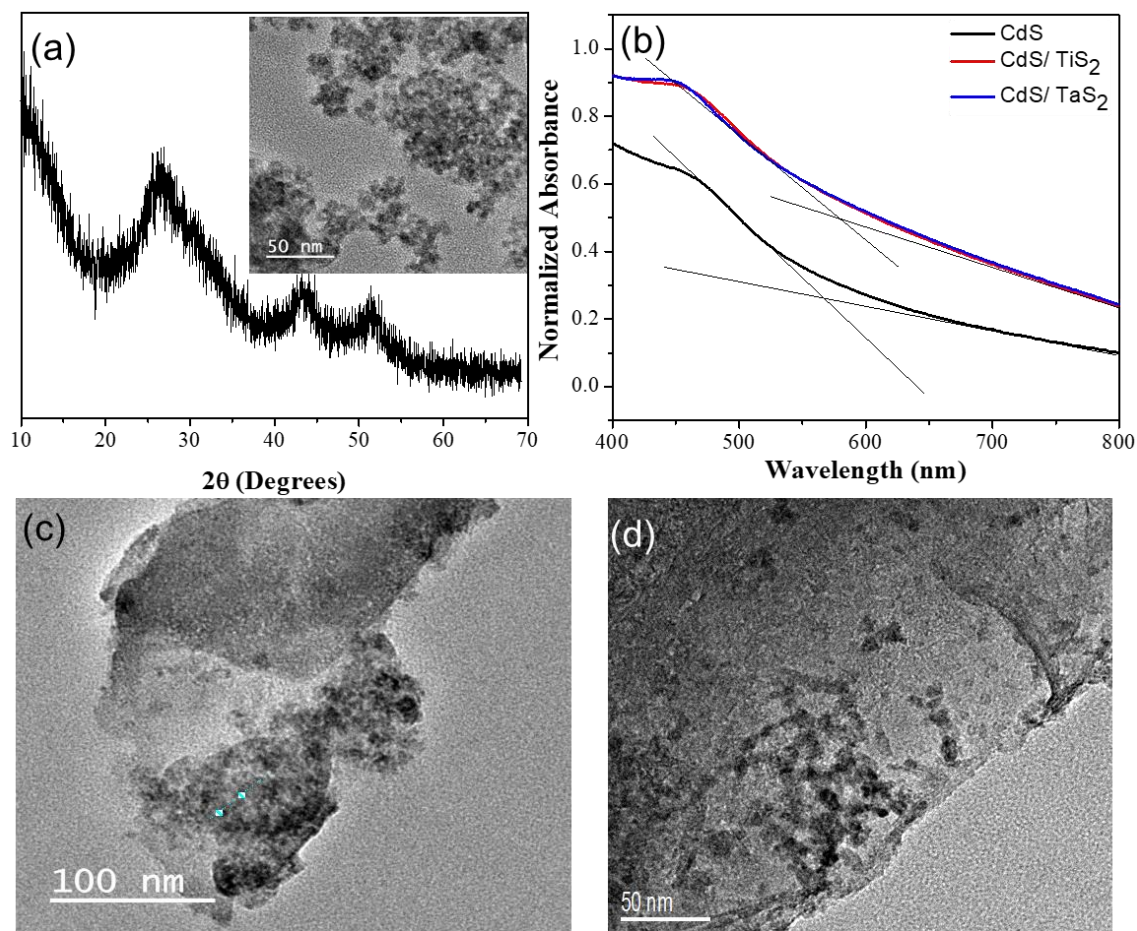 (a)
50 nm
10 20 30 40 50 60 70
2θ (Degrees)
(b)
CdS
CdS/ TiS₂
CdS/ TaS₂
1.0
0.8
0.6
0.4
0.2
0.0
Normalized Absorbance
400 500 600 700 800
Wavelength (nm)
(c)
100 nm
(d)
50 nm